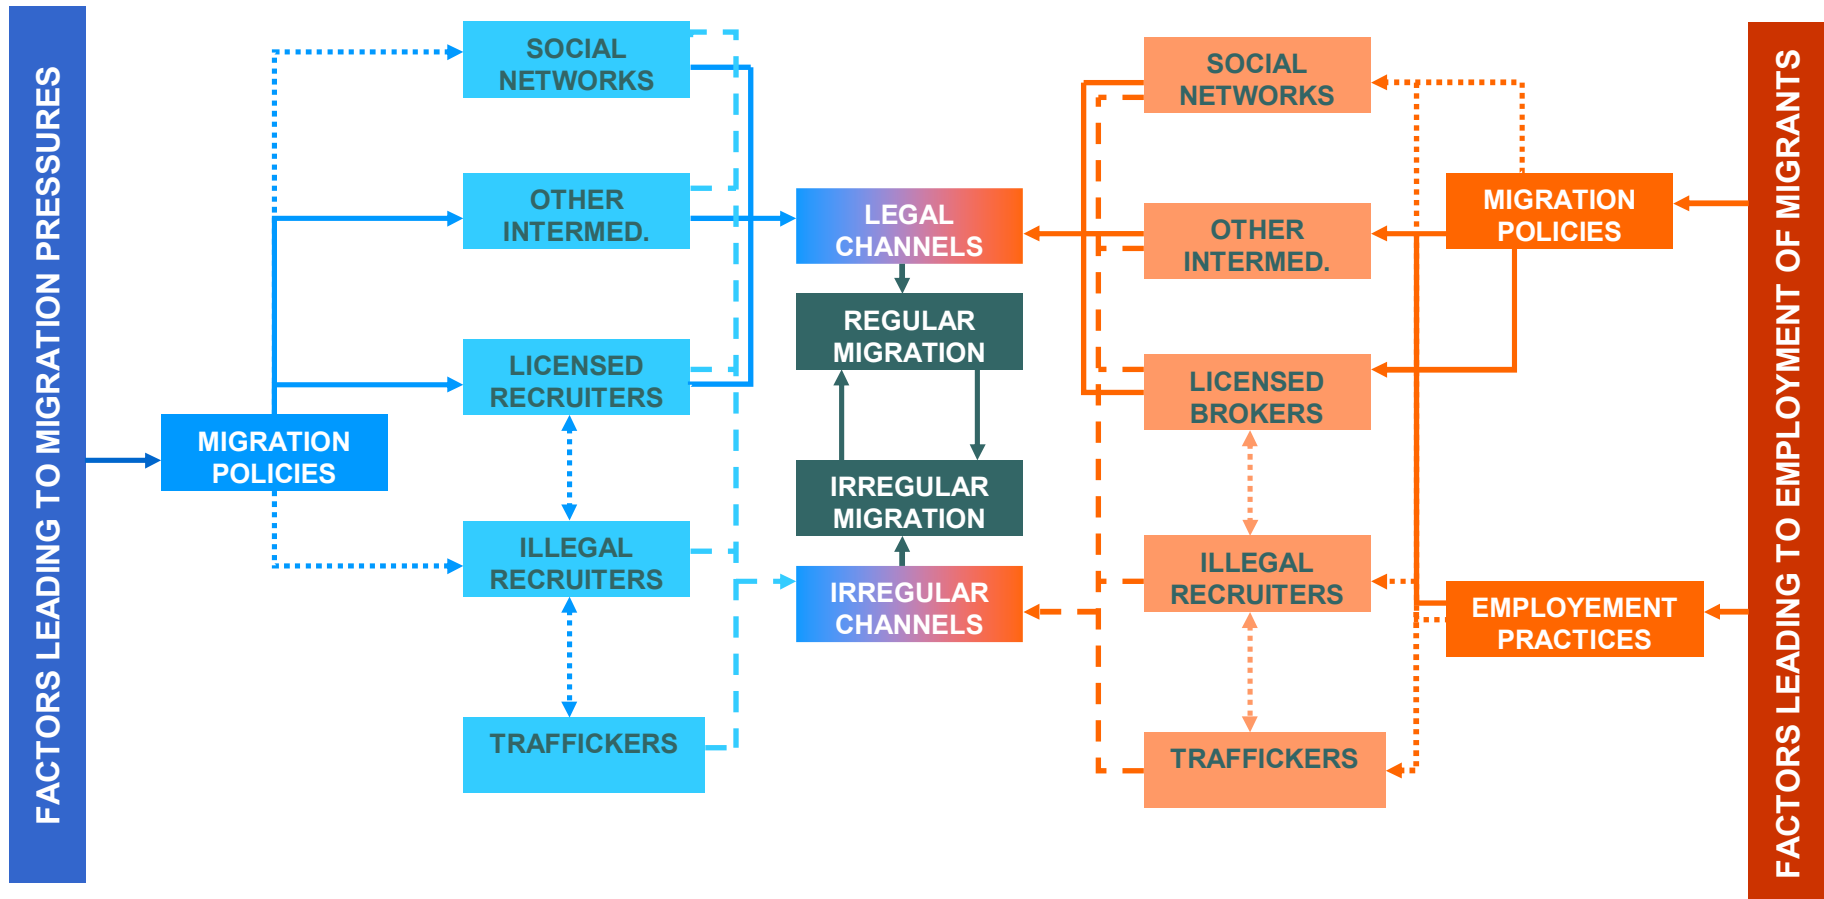 FACTORS LEADING TO MIGRATION PRESSURES
MIGRATION
POLICIES
SOCIAL
NETWORKS
OTHER
INTERMED.
LICENSED
RECRUITERS
ILLEGAL
RECRUITERS
TRAFFICKERS
LEGAL
CHANNELS
REGULAR
MIGRATION
IRREGULAR
MIGRATION
IRREGULAR
CHANNELS
SOCIAL
NETWORKS
OTHER
INTERMED.
LICENSED
BROKERS
ILLEGAL
RECRUITERS
TRAFFICKERS
MIGRATION
POLICIES
EMPLOYEMENT
PRACTICES
FACTORS LEADING TO EMPLOYMENT OF MIGRANTS